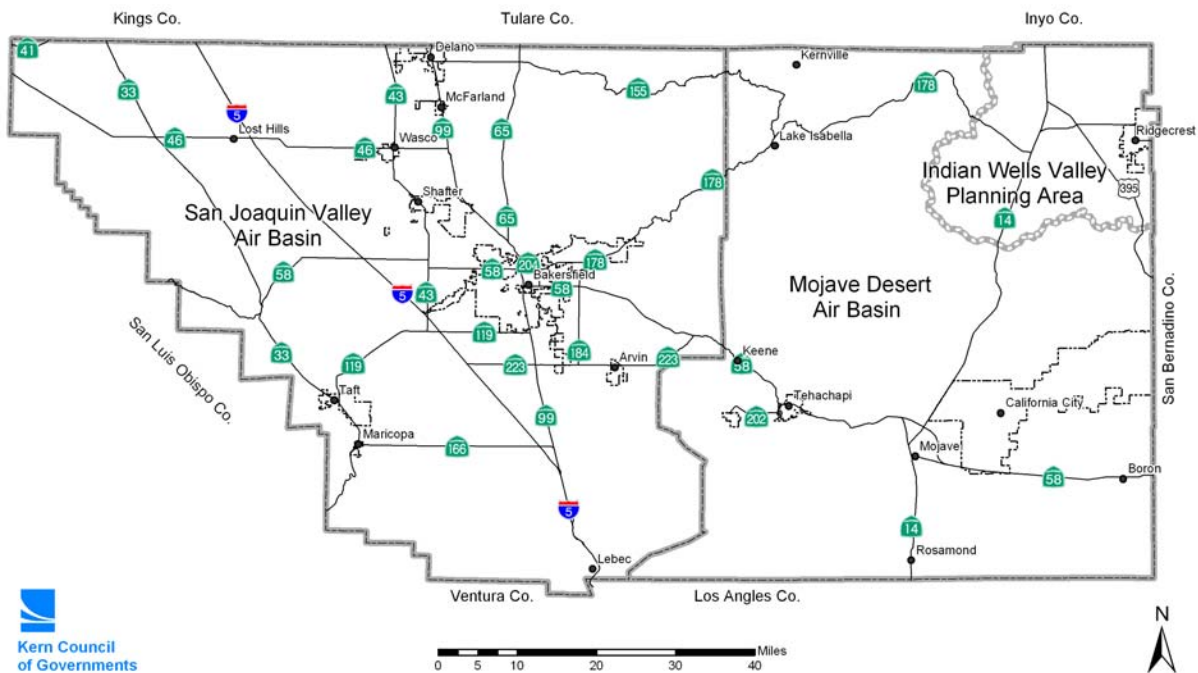 Kings Co.
Tulare Co.
Inyo Co.
41
33
5
43
Delano
Kernville
155
178
McFarland
99
65
46
Lost Hills
46
Wasco
Lake Isabella
Ridgecrest
178
Indian Wells Valley
Planning Area
395
Shafter
San Joaquin Valley
Air Basin
65
14
58
58
204
178
Bakersfield
58
5
43
Mojave Desert
Air Basin
San Bernadino Co.
San Luis Obispo Co.
33
119
119
184
223
Arvin
223
Keene
58
Taft
99
202
Tehachapi
California City
Maricopa
166
Mojave
58
Boron
5
14
Lebec
Rosamond
Ventura Co.
Los Angles Co.
Kern Council
of Governments
Miles
0 5 10 20 30 40
N